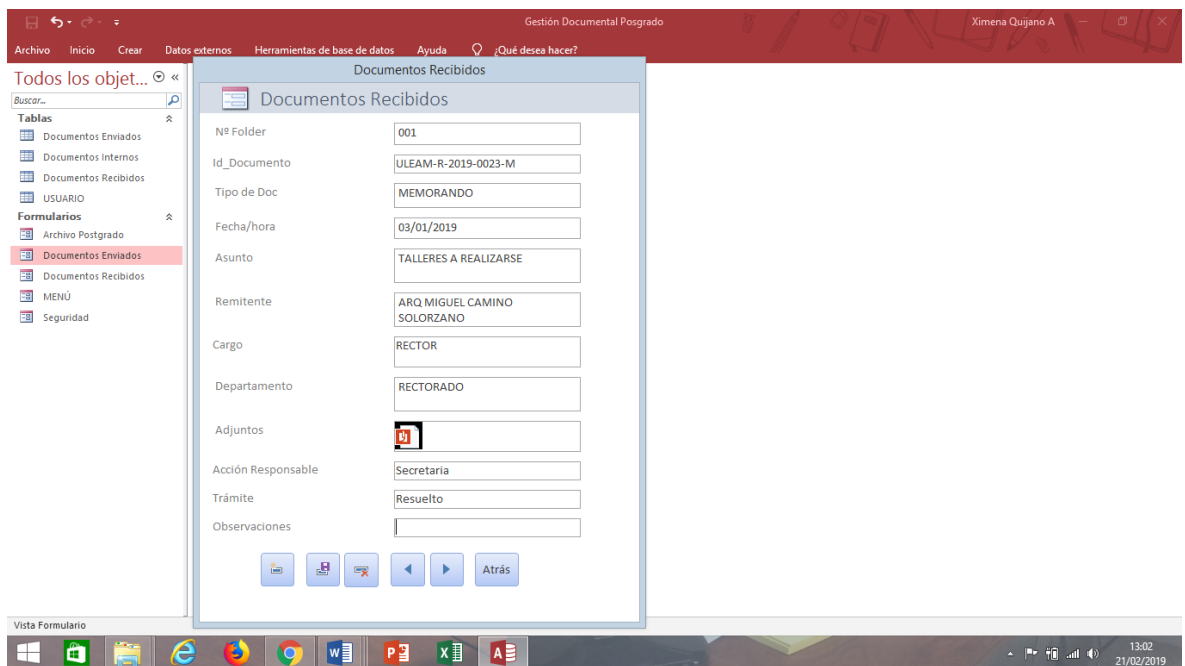 Gestión Documental Posgrado
Ximena Quijano A
Archivo Inicio Crear Datos externos Herramientas de base de datos Ayuda ¿Qué desea hacer?
Todos los objet...
Buscar...
Tablas
Documentos Enviados
Documentos Internos
Documentos Recibidos
USUARIO
Formularios
Archivo Postgrado
Documentos Enviados
Documentos Recibidos
MENÚ
Seguridad
Documentos Recibidos
Documentos Recibidos
Nº Folder 001
Id_Documento ULEAM-R-2019-0023-M
Tipo de Doc MEMORANDO
Fecha/hora 03/01/2019
Asunto TALLERES A REALIZARSE
Remitente ARQ MIGUEL CAMINO
SOLORZANO
Cargo RECTOR
Departamento RECTORADO
Adjuntos
Acción Responsable Secretaria
Trámite Resuelto
Observaciones
Atrás
Vista Formulario
13:02
21/02/2019